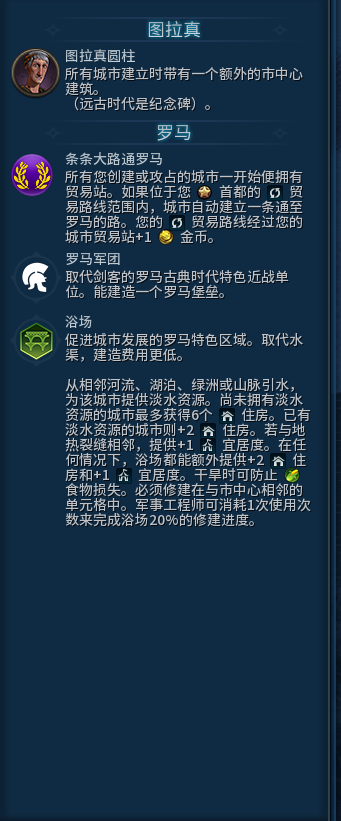 图拉真
图拉真圆柱
所有城市建立时带有一个额外的市中心
建筑。
（远古时代是纪念碑）。
罗马
条条大路通罗马
所有您创建或攻占的城市一开始便拥有
贸易站。如果位于您 首都的 贸
易路线范围内，城市自动建立一条通至
罗马的路。您的 贸易路线经过您的
城市贸易站+1 金币。
罗马军团
取代剑客的罗马古典时代特色近战单
位。能建造一个罗马堡垒。
浴场
促进城市发展的罗马特色区域。取代水
渠，建造费用更低。
从相邻河流、湖泊、绿洲或山脉引水，
为该城市提供淡水资源。尚未拥有淡水
资源的城市最多获得6个 住房。已有
淡水资源的城市则+2 住房。若与地
热裂缝相邻，提供+1 宜居度。在任
何情况下，浴场都能额外提供+2 住
房和+1 宜居度。干旱时可防止
食物损失。必须修建在与市中心相邻的
单元格中。军事工程师可消耗1次使用次
数来完成浴场20%的修建进度。